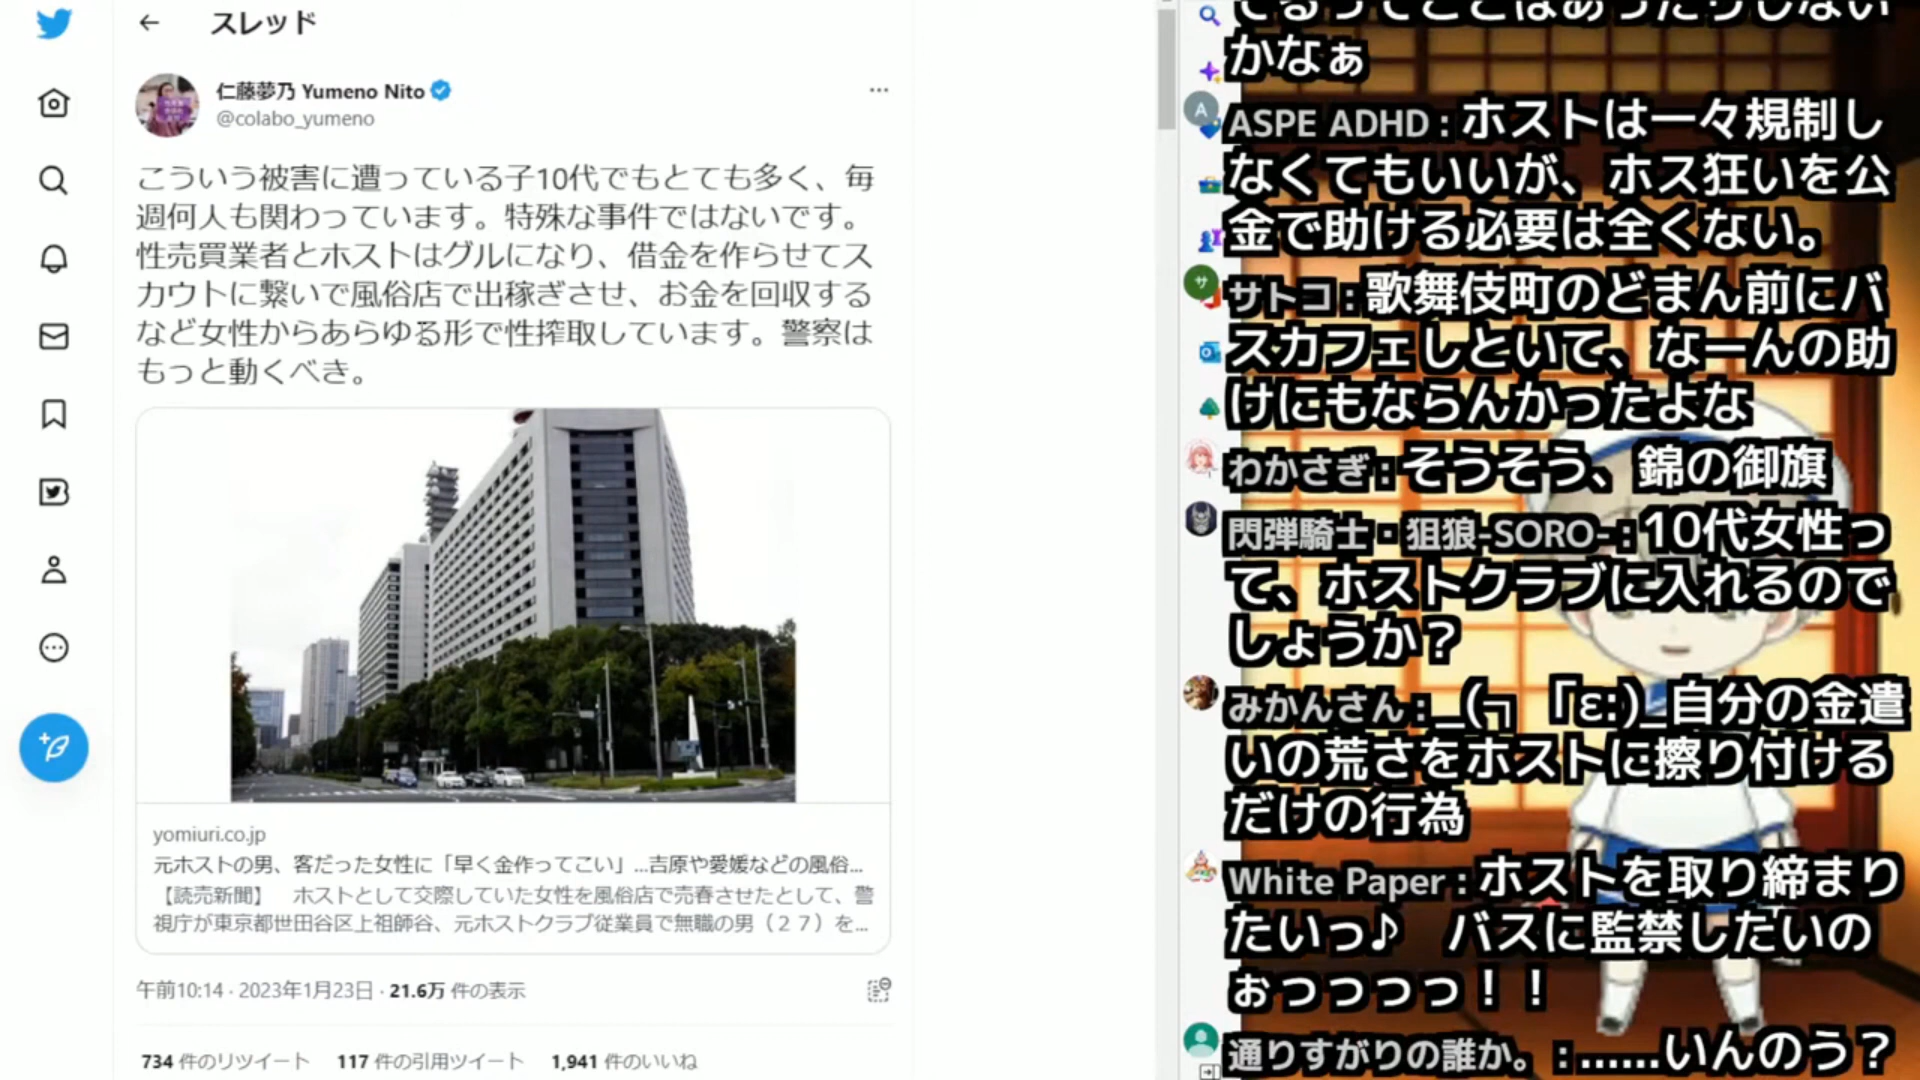 スレッド
仁藤夢乃 Yumeno Nito
@colabo_yumeno
こういう被害に遭っている子10代でもとても多く、毎
週何人も関わっています。特殊な事件ではないです。
性売買業者とホストはグルになり、借金を作らせてス
カウトに繋いで風俗店で出稼ぎさせ、お金を回収する
など女性からあらゆる形で性搾取しています。警察は
もっと動くべき。
yomiuri.co.jp
元ホストの男、客だった女性に「早く金作ってこい」...吉原や愛媛などの風俗...
【読売新聞】 ホストとして交際していた女性を風俗店で売春させたとして、警
視庁が東京都世田谷区上祖師谷、元ホストクラブ従業員で無職の男（２７）を...
午前10:14 · 2023年1月23日 · 21.6万 件の表示
734 件のリツイート 117 件の引用ツイート 1,941 件のいいね
てるってことはあったりしない
かなぁ
A ASPE ADHD : ホストは一々規制し
なくてもいいが、ホス狂いを公
金で助ける必要は全くない。
サ サトコ : 歌舞伎町のどまん前にバ
スカフェしといて、なーんの助
けにもならんかったよな
わかさぎ : そうそう、錦の御旗
閃弾騎士・狙狼-SORO- : 10代女性っ
て、ホストクラブに入れるので
しょうか？
みかんさん : _(┐「ε:)_自分の金遣
いの荒さをホストに擦り付ける
だけの行為
White Paper : ホストを取り締まり
たいっ♪ バスに監禁したいの
ぉっっっっ！！
通りすがりの誰か。 : ……いんのう？